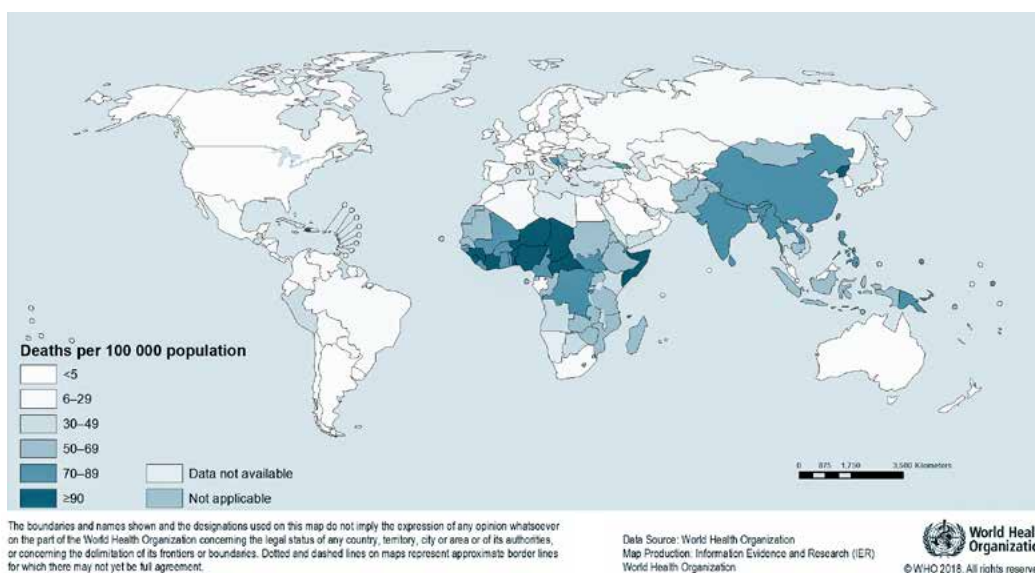 Deaths per 100 000 population
<5
6–29
30–49
50–69
70–89
≥90
Data not available
Not applicable
0 875 1,750 3,500 Kilometers
The boundaries and names shown and the designations used on this map do not imply the expression of any opinion whatsoever
on the part of the World Health Organization concerning the legal status of any country, territory, city or area or of its authorities,
or concerning the delimitation of its frontiers or boundaries. Dotted and dashed lines on maps represent approximate border lines
for which there may not yet be full agreement.
Data Source: World Health Organization
Map Production: Information Evidence and Research (IER)
World Health Organization
World Heal
Organizatio
© WHO 2018. All rights reserve